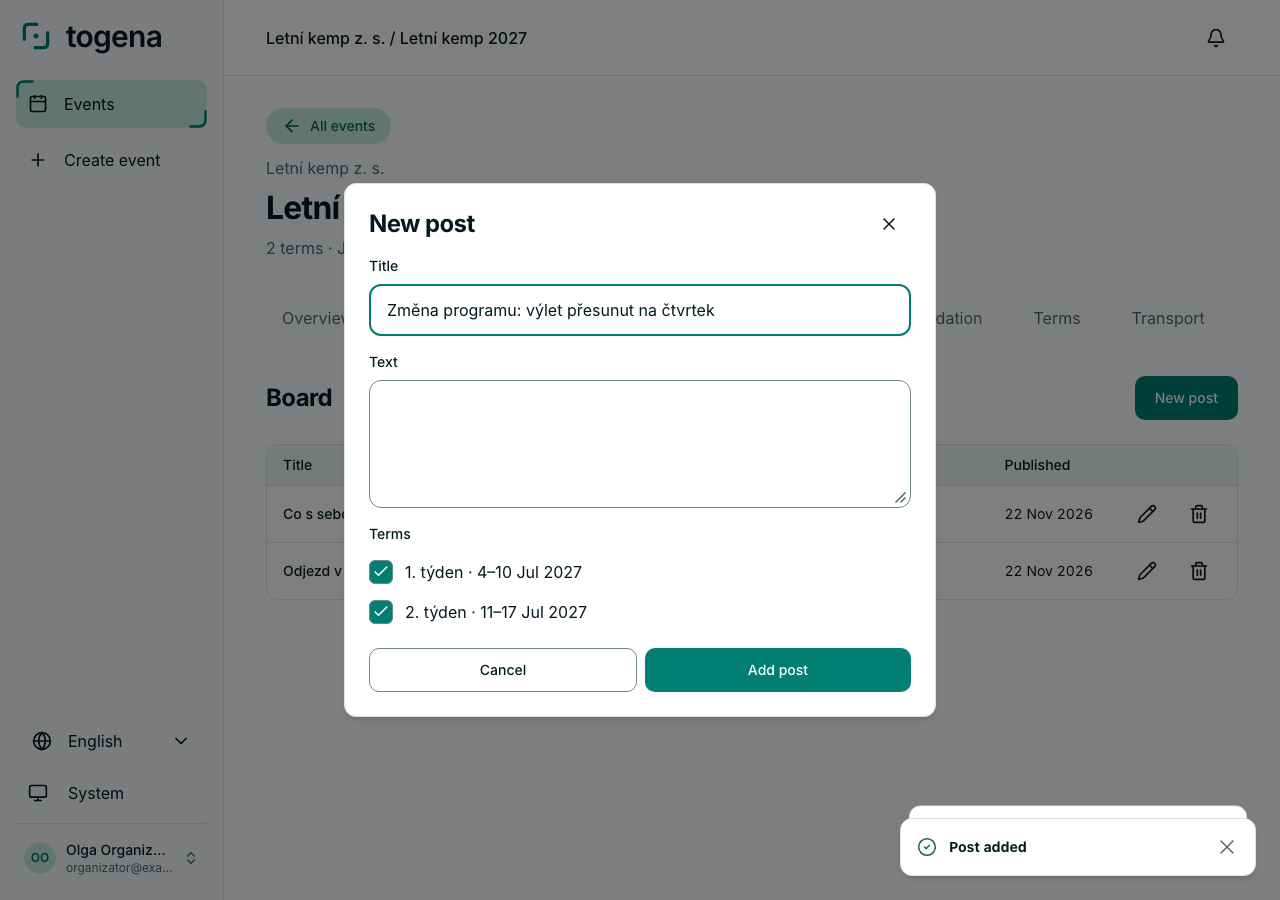 togena
Letní kemp z. s. / Letní kemp 2027
Events
Create event
All events
Letní kemp z. s.
Letní
2 terms ·
New post
Title
Změna programu: výlet přesunut na čtvrtek
Text
Terms
1. týden · 4–10 Jul 2027
2. týden · 11–17 Jul 2027
Cancel
Add post
Terms
Transport
Board
New post
Title
Published
Co s
22 Nov 2026
Odjezd v
22 Nov 2026
English
System
OO
Olga Organiz...
organizator@exa...
Post added